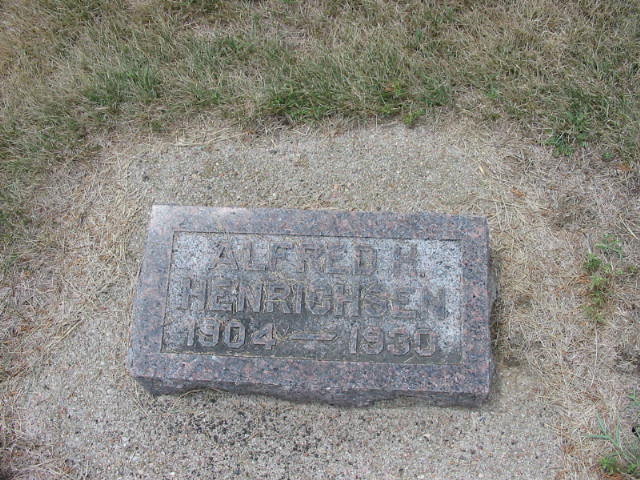 ALFRED H.
HENRICHSEN
1904 — 1930